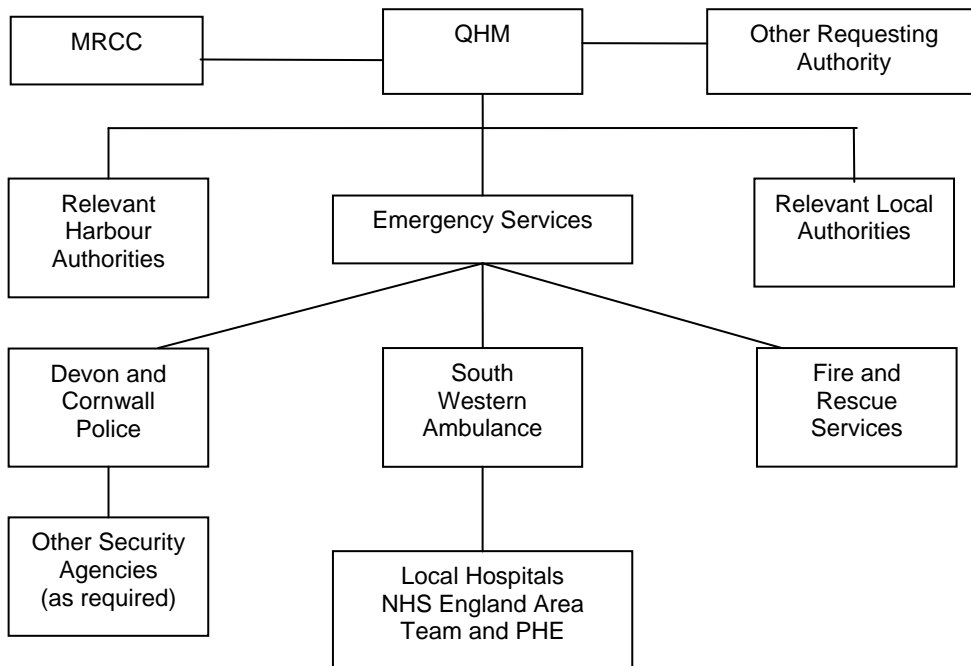 MRCC
QHM
Other Requesting
Authority
Relevant
Harbour
Authorities
Emergency Services
Relevant Local
Authorities
Devon and
Cornwall
Police
South
Western
Ambulance
Fire and
Rescue
Services
Other Security
Agencies
(as required)
Local Hospitals
NHS England Area
Team and PHE